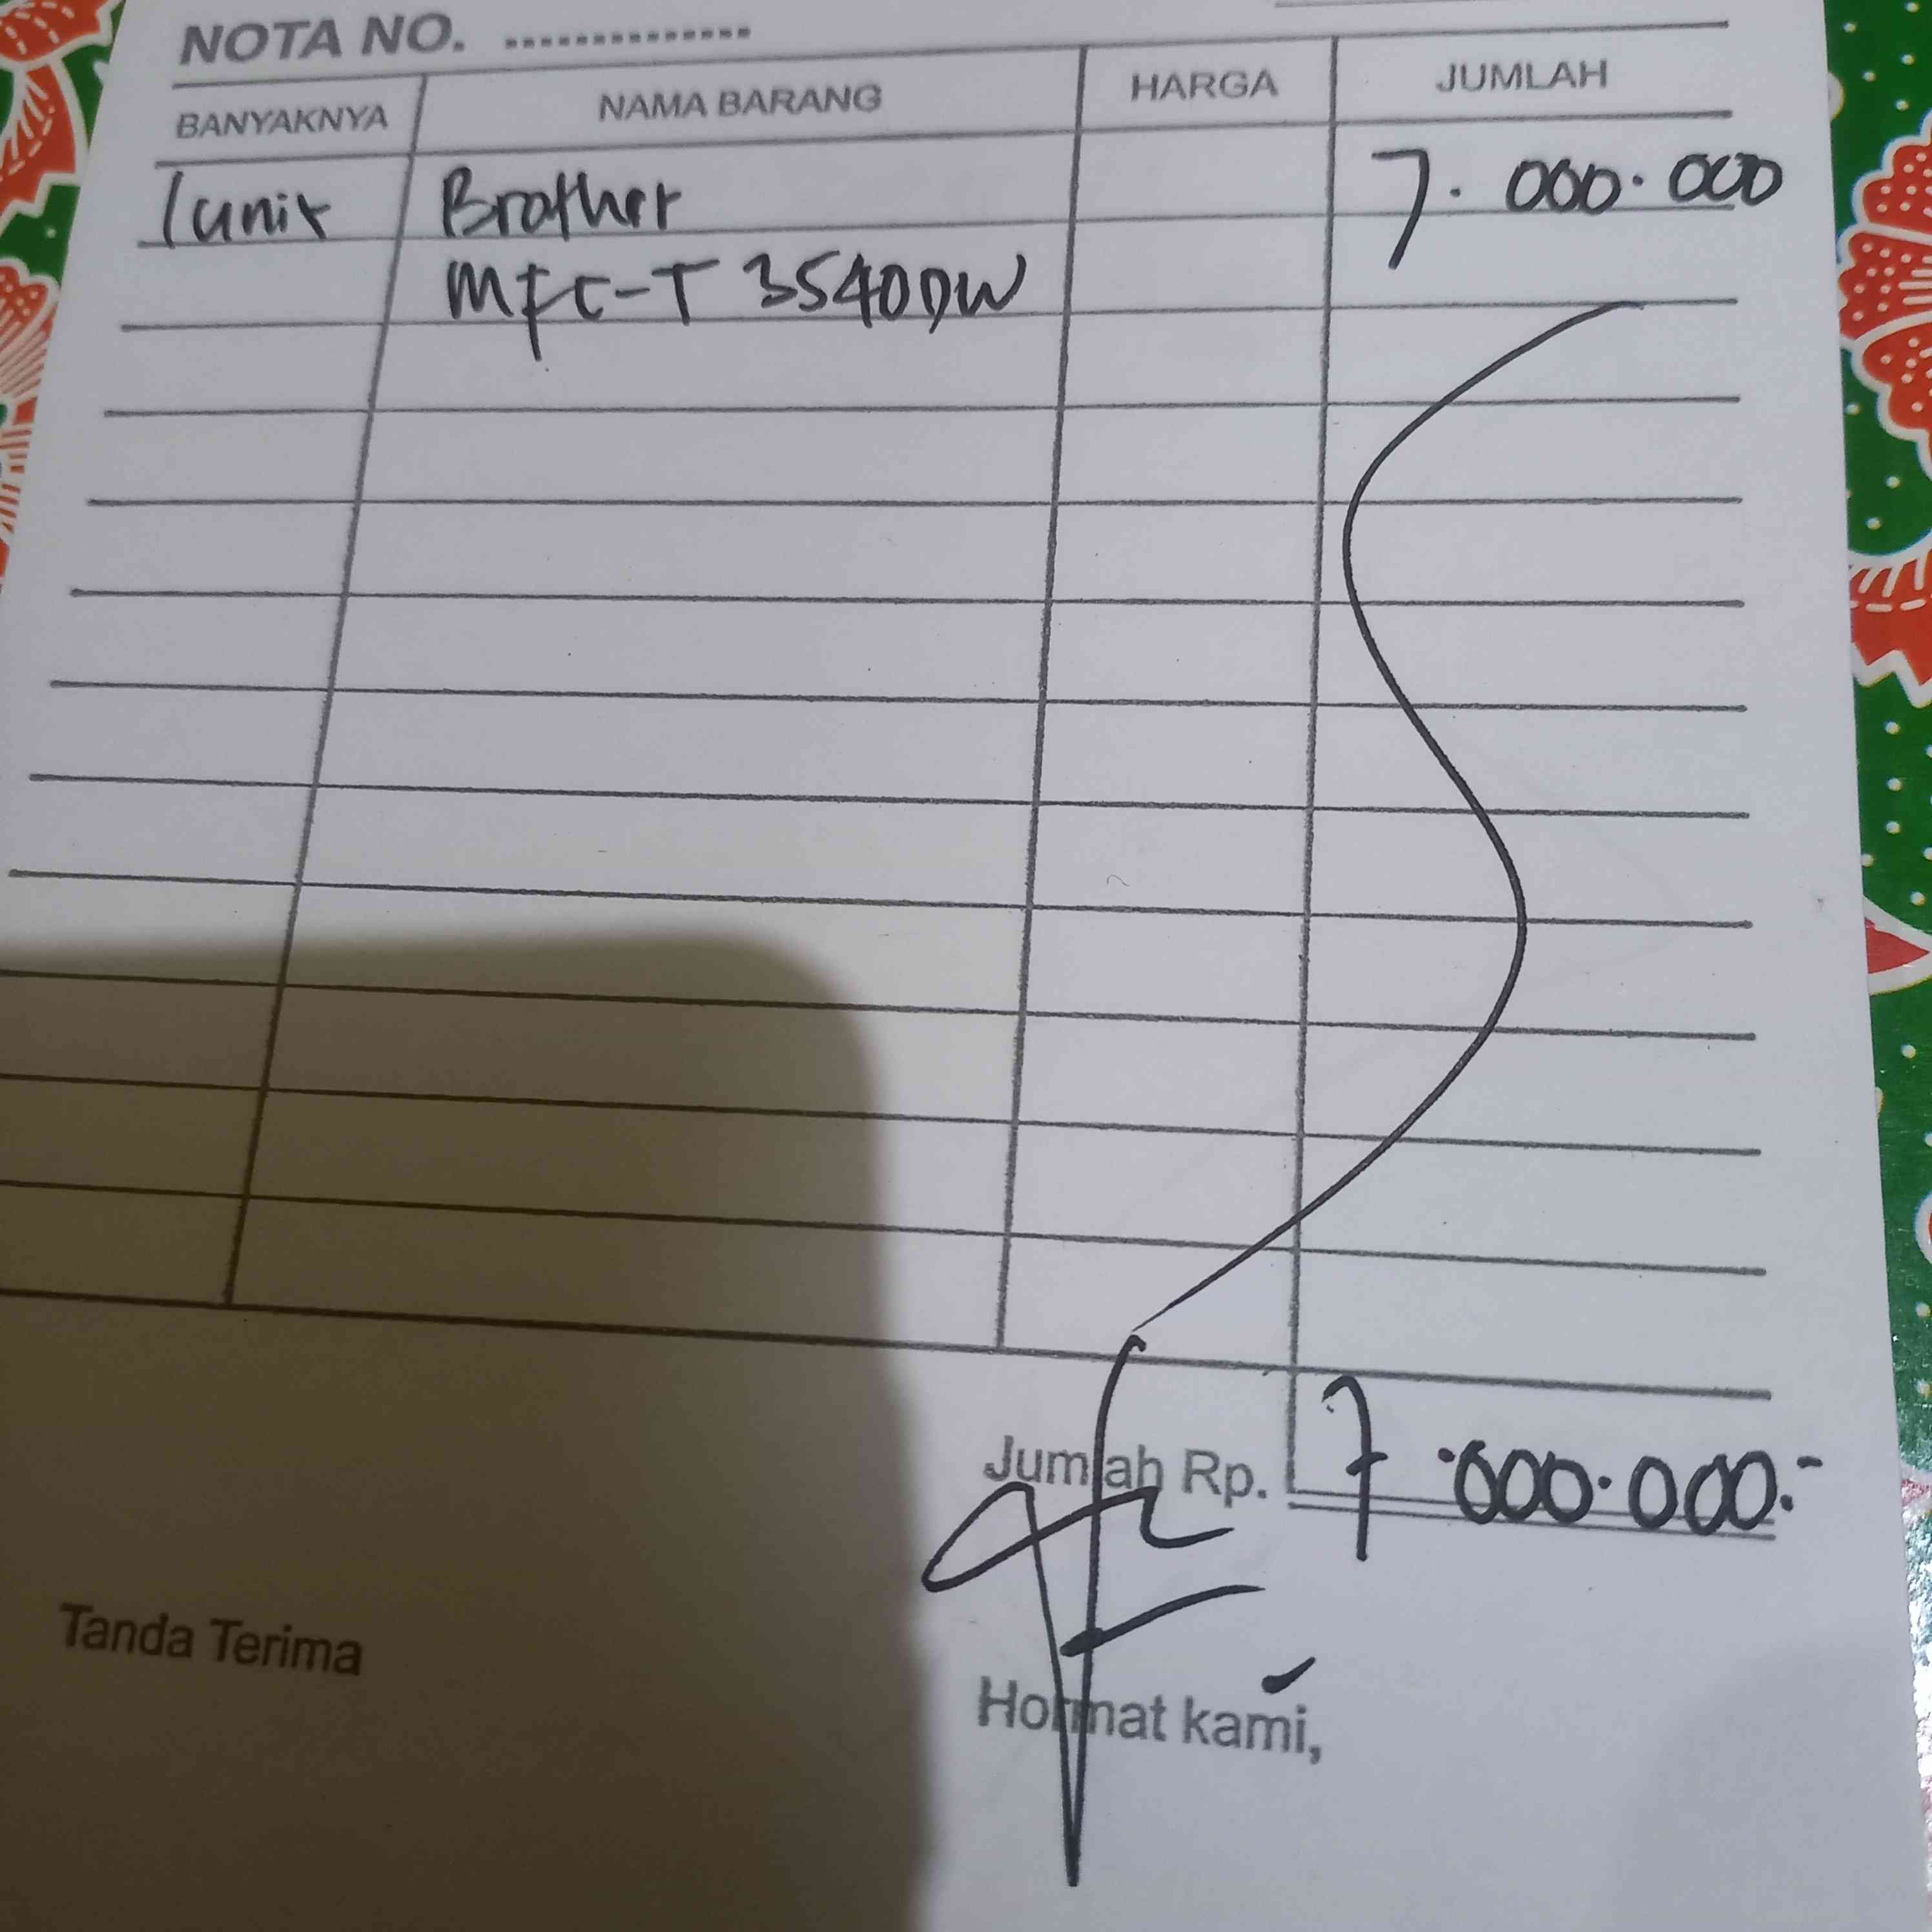 NOTA NO. ..............
BANYAKNYA NAMA BARANG HARGA JUMLAH
1 unit Brother 7.000.000
MFC-T 3540DW
Jumlah Rp. 7.000.000.-
Tanda Terima
Hormat kami,